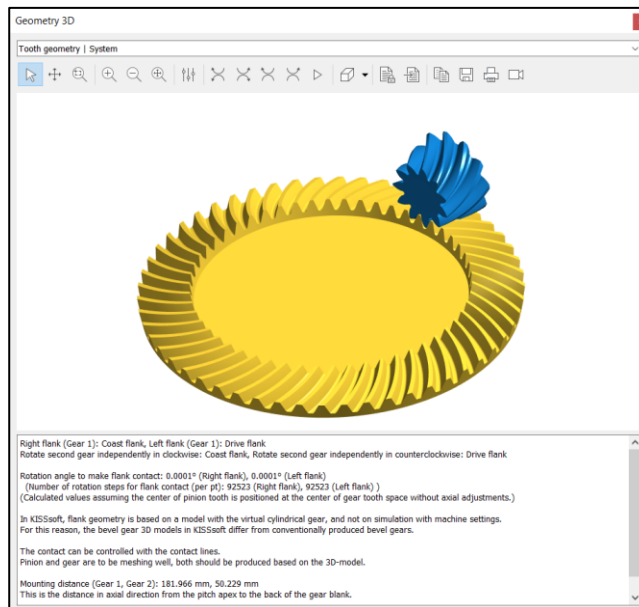 Geometry 3D
Tooth geometry | System
Right flank (Gear 1): Coast flank, Left flank (Gear 1): Drive flank
Rotate second gear independently in clockwise: Coast flank, Rotate second gear independently in counterclockwise: Drive flank
Rotation angle to make flank contact: 0.0001° (Right flank), 0.0001° (Left flank)
(Number of rotation steps for flank contact (per pt): 92523 (Right flank), 92523 (Left flank) )
(Calculated values assuming the center of pinion tooth is positioned at the center of gear tooth space without axial adjustments.)
In KISSsoft, flank geometry is based on a model with the virtual cylindrical gear, and not on simulation with machine settings.
For this reason, the bevel gear 3D models in KISSsoft differ from conventionally produced bevel gears.
The contact can be controlled with the contact lines.
Pinion and gear are to be meshing well, both should be produced based on the 3D-model.
Mounting distance (Gear 1, Gear 2): 181.966 mm, 50.229 mm
This is the distance in axial direction from the pitch apex to the back of the gear blank.